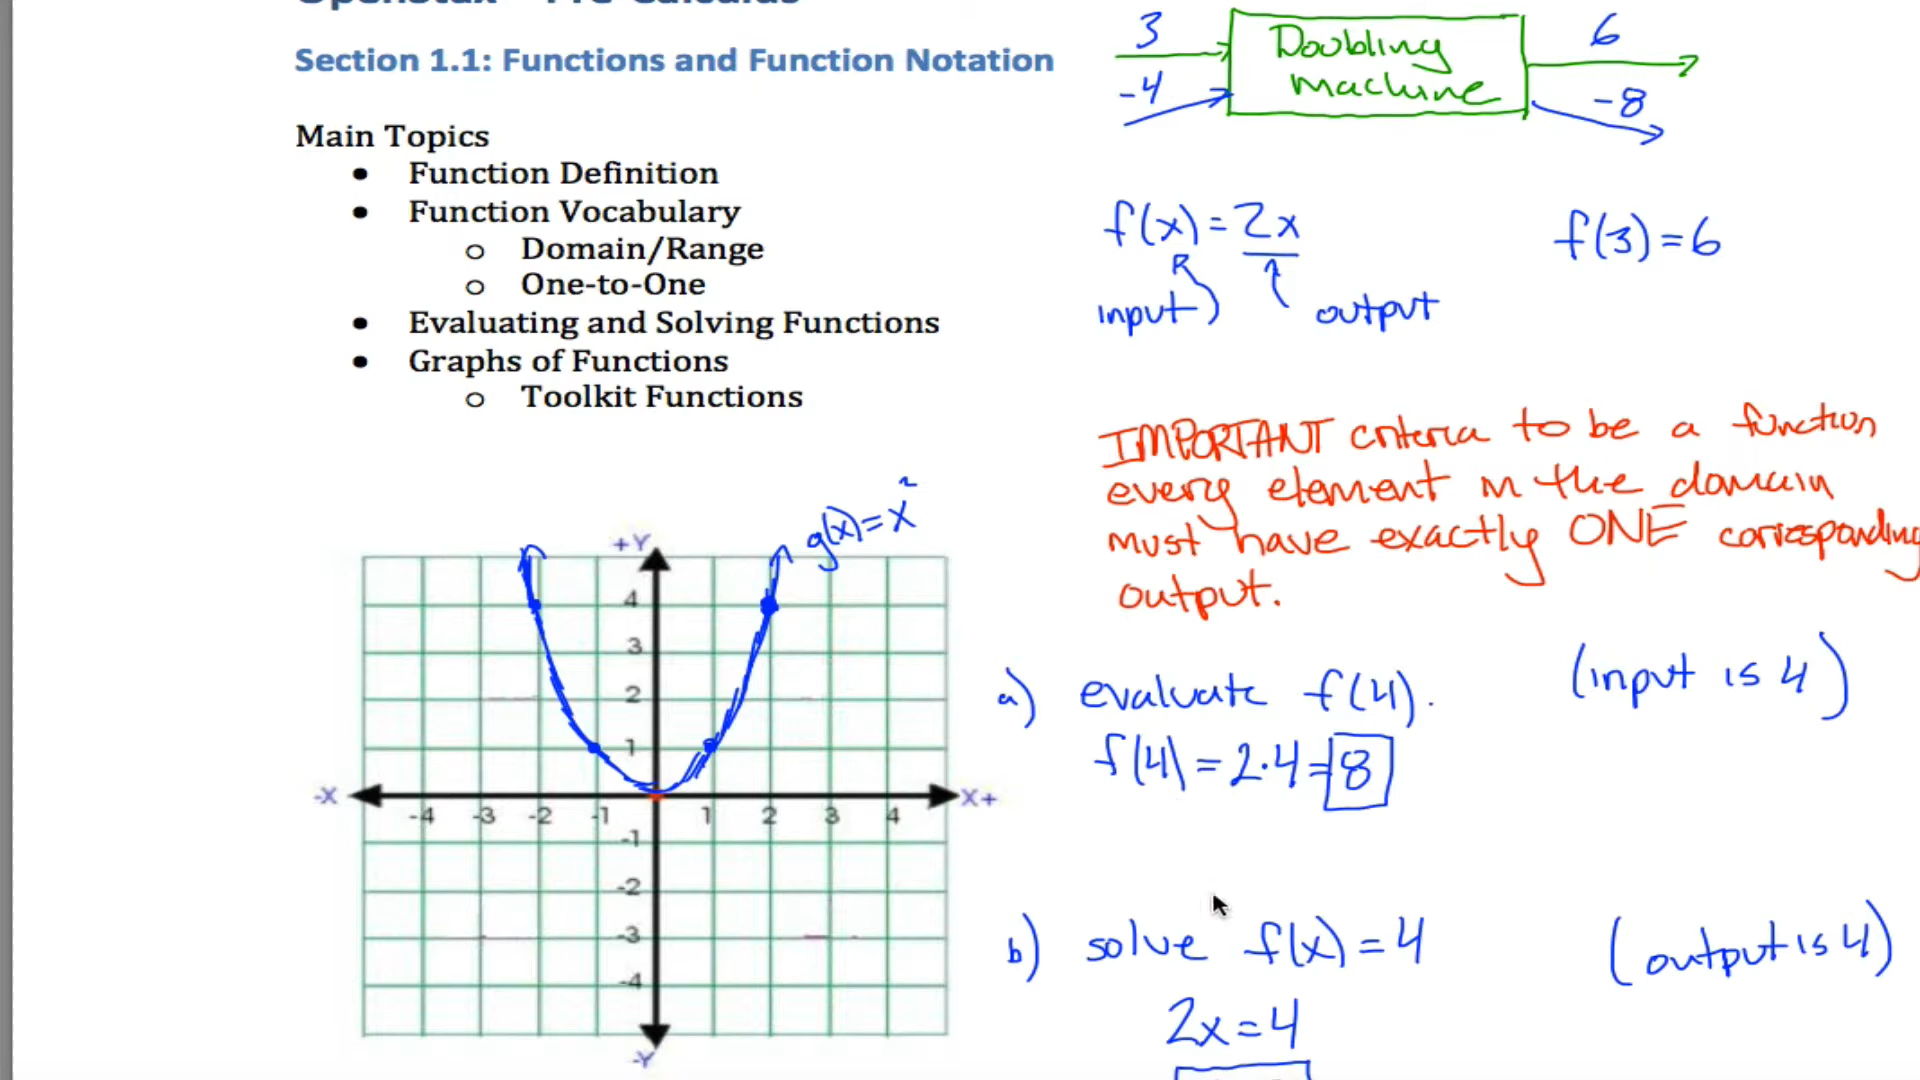 Openstax – Pre-Calculus
Section 1.1: Functions and Function Notation
Main Topics
• Function Definition
• Function Vocabulary
o Domain/Range
o One-to-One
• Evaluating and Solving Functions
• Graphs of Functions
o Toolkit Functions
g(x)=x²
+Y
4
3
2
1
-X
X+
-4 -3 -2 -1 1 2 3 4
-1
-2
-3
-4
-Y
3
-4
Doubling
machine
6
-8
f(x)=2x
f(3)=6
input
output
IMPORTANT criteria to be a function
every element in the domain
must have exactly ONE corresponding
output.
a) evaluate f(4).
(input is 4)
f(4)=2·4=8
b) solve f(x)=4
(output is 4)
2x=4